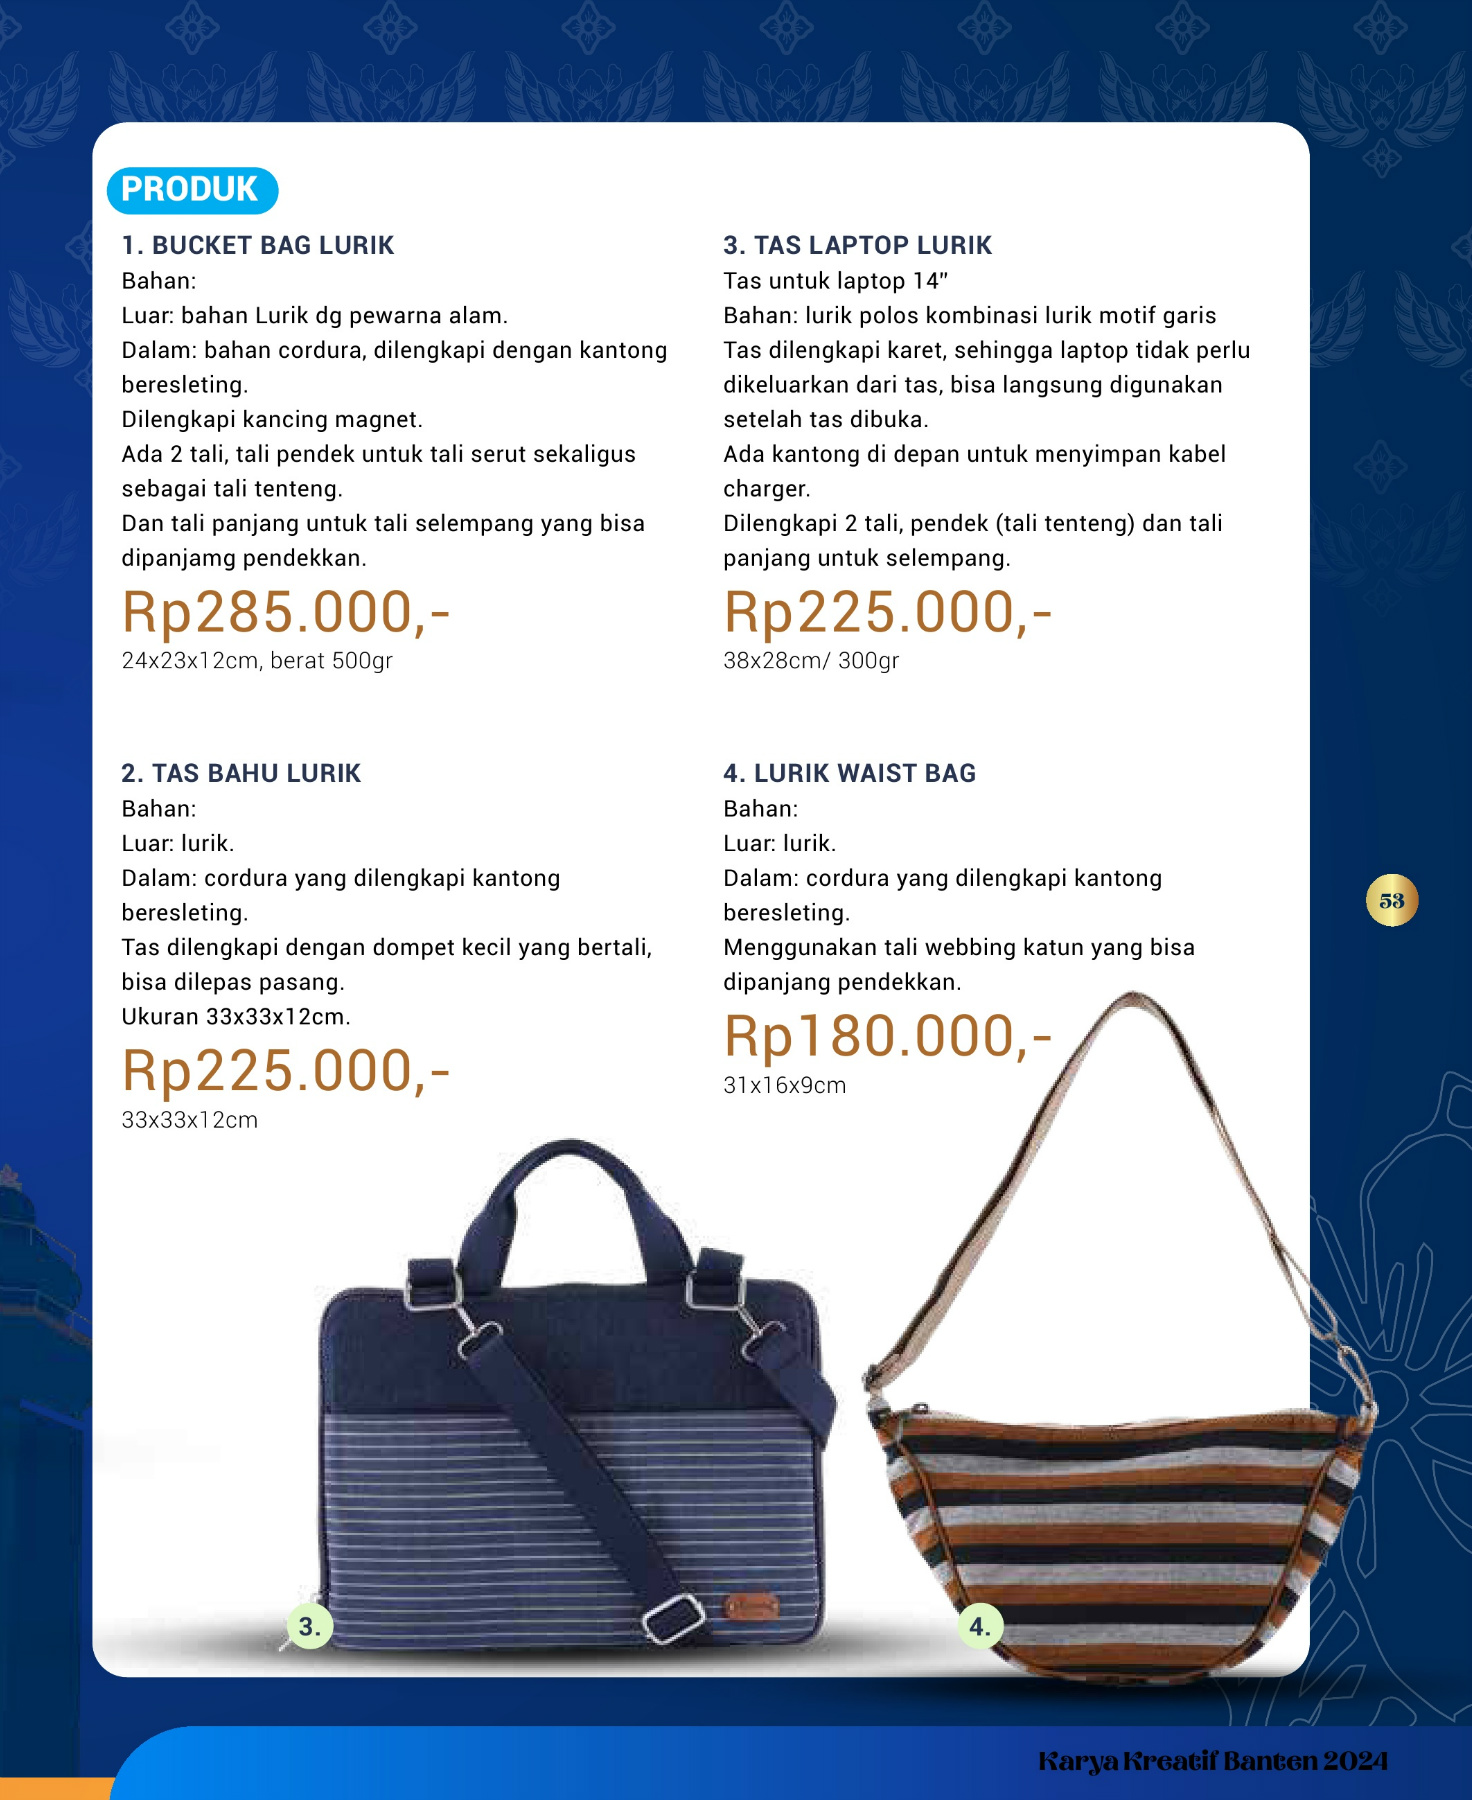 PRODUK
1. BUCKET BAG LURIK
Bahan:
Luar: bahan Lurik dg pewarna alam.
Dalam: bahan cordura, dilengkapi dengan kantong
beresleting.
Dilengkapi kancing magnet.
Ada 2 tali, tali pendek untuk tali serut sekaligus
sebagai tali tenteng.
Dan tali panjang untuk tali selempang yang bisa
dipanjamg pendekkan.
Rp285.000,-
24x23x12cm, berat 500gr
2. TAS BAHU LURIK
Bahan:
Luar: lurik.
Dalam: cordura yang dilengkapi kantong
beresleting.
Tas dilengkapi dengan dompet kecil yang bertali,
bisa dilepas pasang.
Ukuran 33x33x12cm.
Rp225.000,-
33x33x12cm
3. TAS LAPTOP LURIK
Tas untuk laptop 14"
Bahan: lurik polos kombinasi lurik motif garis
Tas dilengkapi karet, sehingga laptop tidak perlu
dikeluarkan dari tas, bisa langsung digunakan
setelah tas dibuka.
Ada kantong di depan untuk menyimpan kabel
charger.
Dilengkapi 2 tali, pendek (tali tenteng) dan tali
panjang untuk selempang.
Rp225.000,-
38x28cm/ 300gr
4. LURIK WAIST BAG
Bahan:
Luar: lurik.
Dalam: cordura yang dilengkapi kantong
beresleting.
Menggunakan tali webbing katun yang bisa
dipanjang pendekkan.
Rp180.000,-
31x16x9cm
53
3.
4.
Karya Kreatif Banten 2024